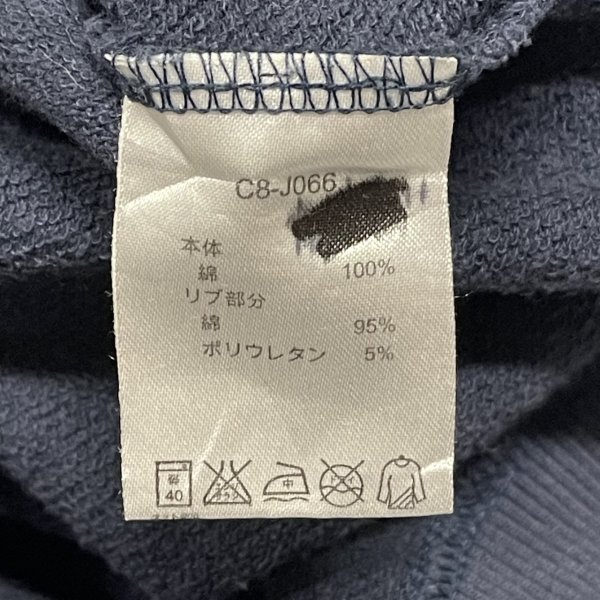 C8-J066
本体
綿 100%
リブ部分
綿 95%
ポリウレタン 5%
弱 40 中